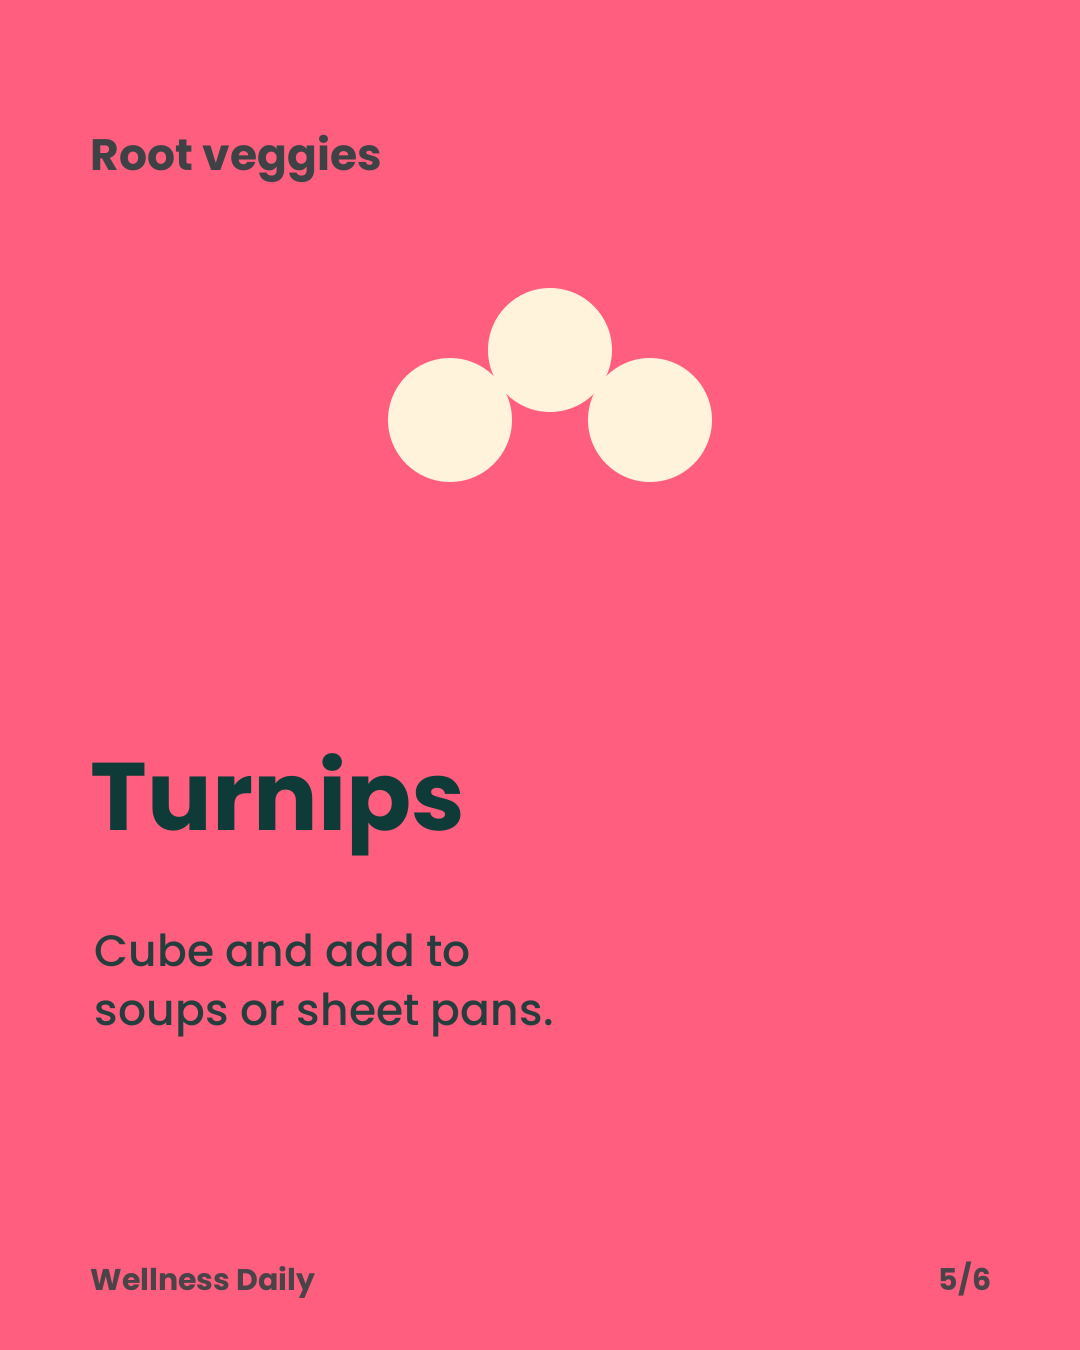 Root veggies
Turnips
Cube and add to
soups or sheet pans.
Wellness Daily
5/6